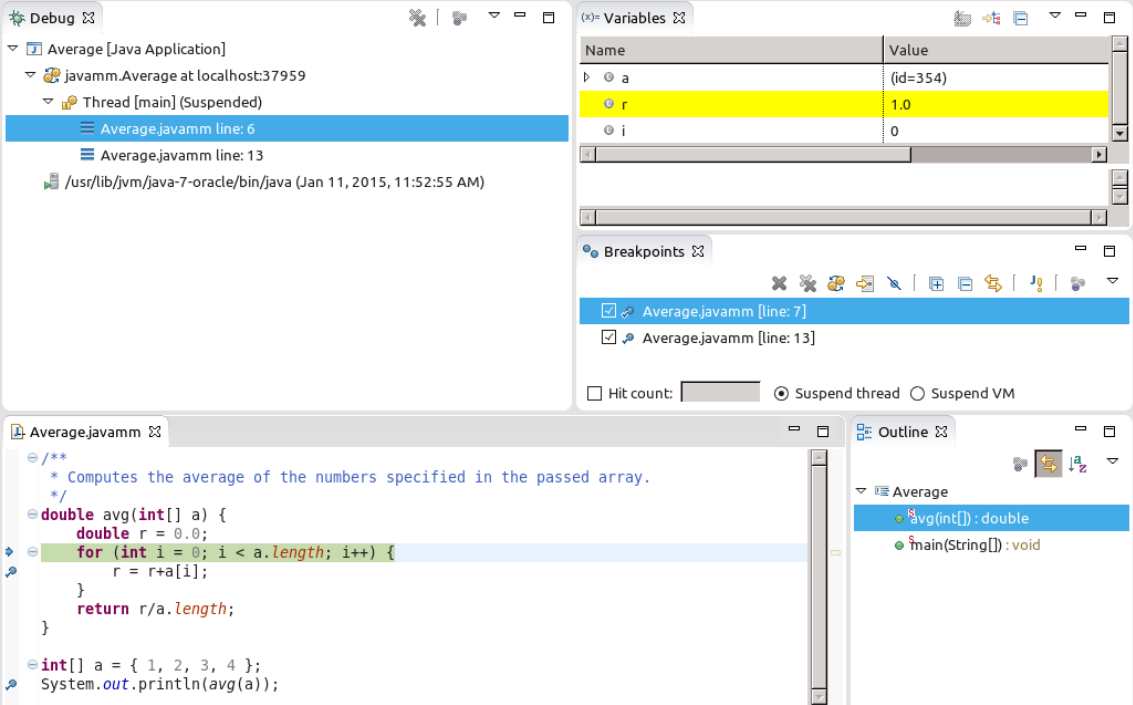 Debug
Average [Java Application]
javamm.Average at localhost:37959
Thread [main] (Suspended)
Average.javamm line: 6
Average.javamm line: 13
/usr/lib/jvm/java-7-oracle/bin/java (Jan 11, 2015, 11:52:55 AM)
(x)= Variables
Name Value
a (id=354)
r 1.0
i 0
Breakpoints
Average.javamm [line: 7]
Average.javamm [line: 13]
Hit count: Suspend thread Suspend VM
Average.javamm
/**
* Computes the average of the numbers specified in the passed array.
*/
double avg(int[] a) {
double r = 0.0;
for (int i = 0; i < a.length; i++) {
r = r+a[i];
}
return r/a.length;
}
int[] a = { 1, 2, 3, 4 };
System.out.println(avg(a));
Outline
Average
avg(int[]) : double
main(String[]) : void